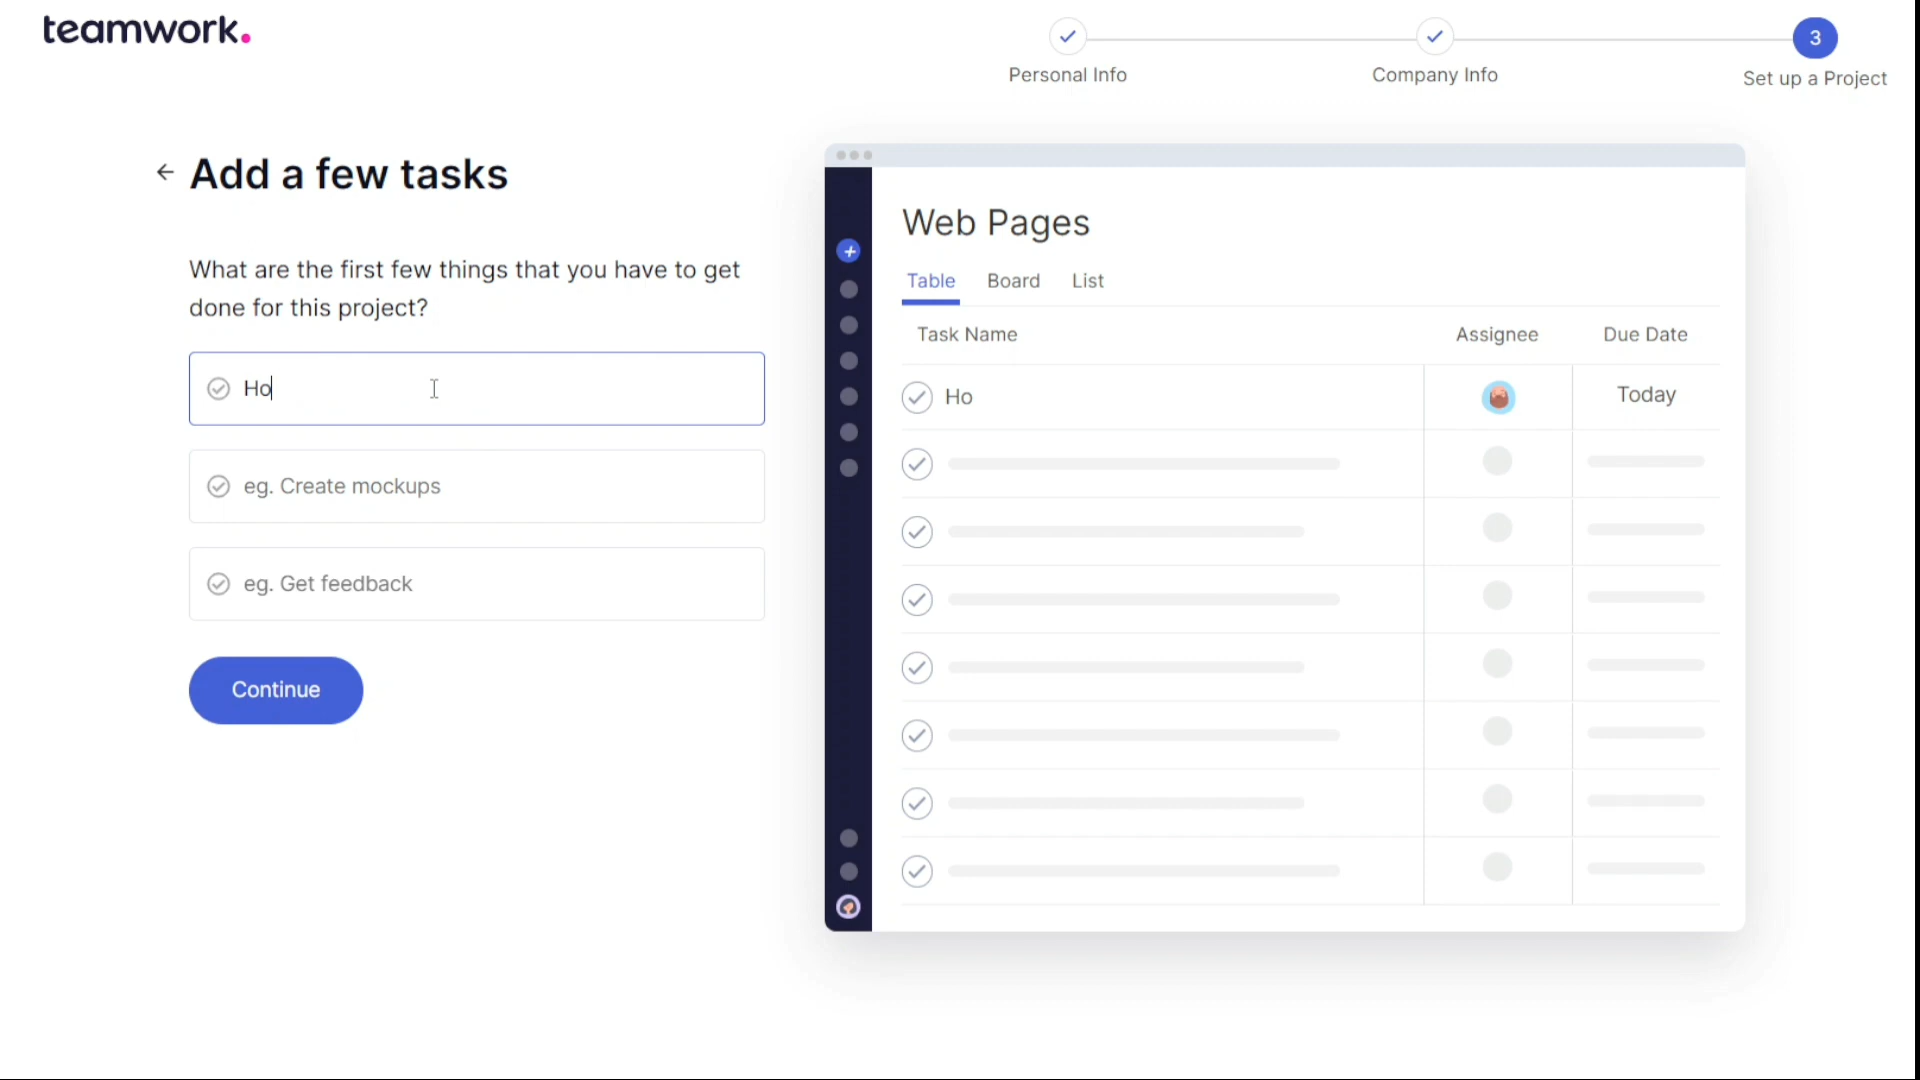 teamwork.
Personal Info
Company Info
3
Set up a Project
Add a few tasks
What are the first few things that you have to get
done for this project?
Ho
eg. Create mockups
eg. Get feedback
Continue
Web Pages
Table Board List
Task Name Assignee Due Date
Ho Today